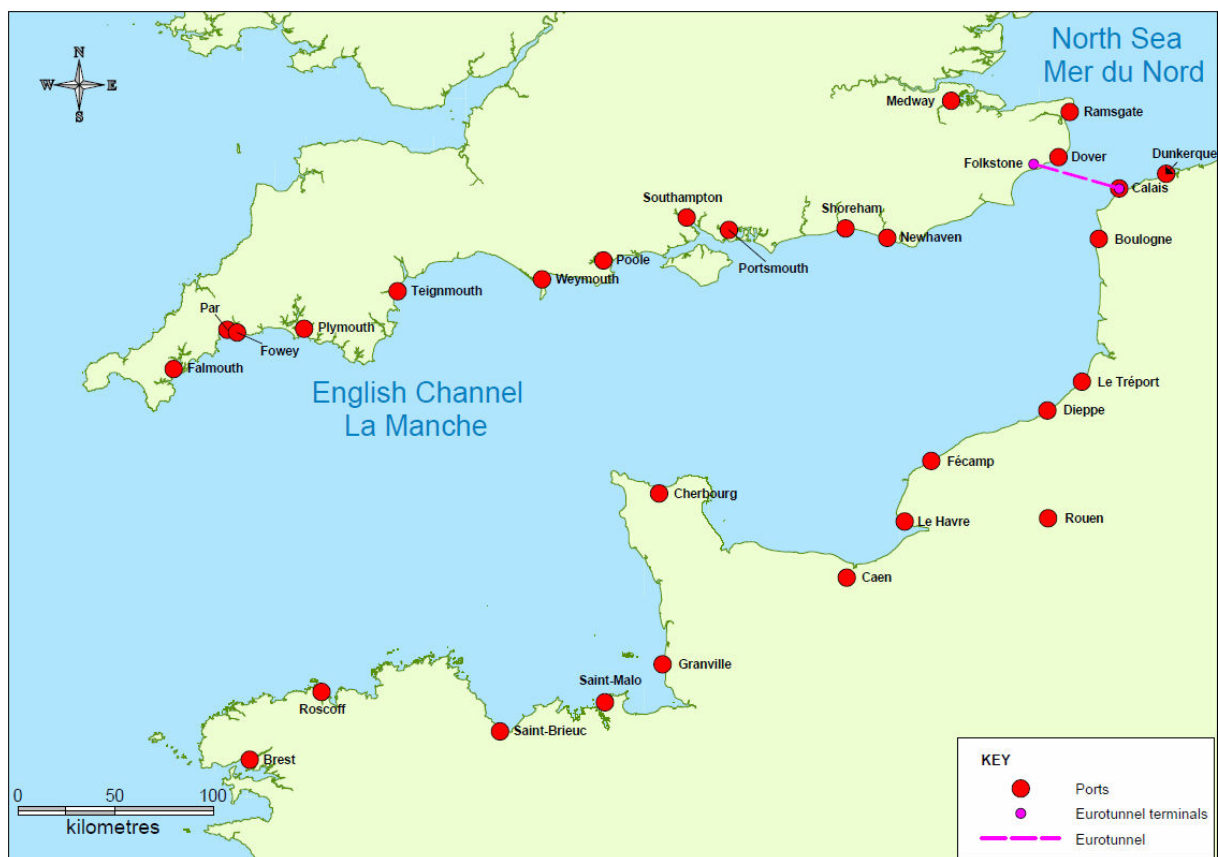 N
W
E
S
North Sea
Mer du Nord
Medway
Ramsgate
Folkstone
Dover
Dunkerque
Calais
Southampton
Shoreham
Newhaven
Boulogne
Portsmouth
Poole
Weymouth
Teignmouth
Par
Plymouth
Fowey
Falmouth
English Channel
La Manche
Le Tréport
Dieppe
Fécamp
Cherbourg
Le Havre
Rouen
Caen
Granville
Saint-Malo
Roscoff
Saint-Brieuc
Brest
0 50 100
kilometres
KEY
Ports
Eurotunnel terminals
Eurotunnel